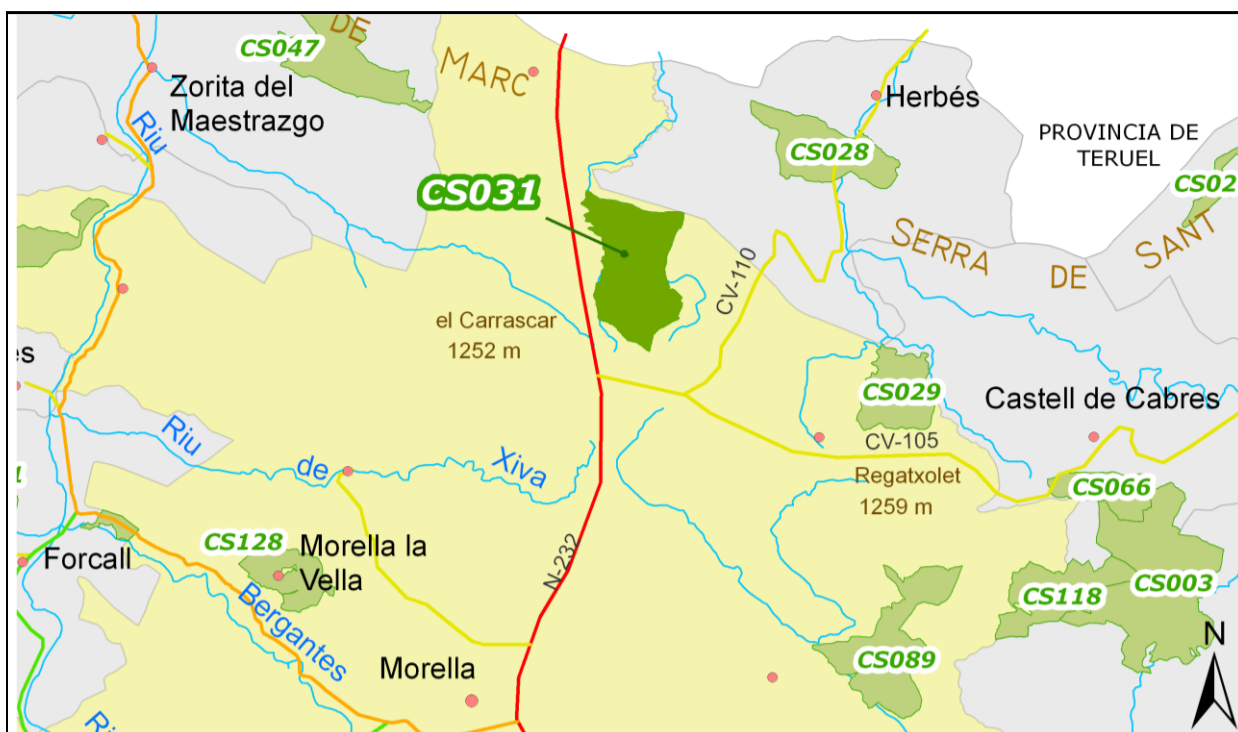 DE
MARC
CS047
Zorita del
Maestrazgo
Riu
Herbés
CS028
PROVINCIA DE
TERUEL
CS02
CS031
SERRA DE SANT
CV-110
el Carrascar
1252 m
es
CS029
Castell de Cabres
CV-105
Riu de Xiva
Regatxolet
1259 m
CS066
N-232
CS128
Morella la
Vella
Forcall
CS003
CS118
Bergantes
CS089
N
Morella